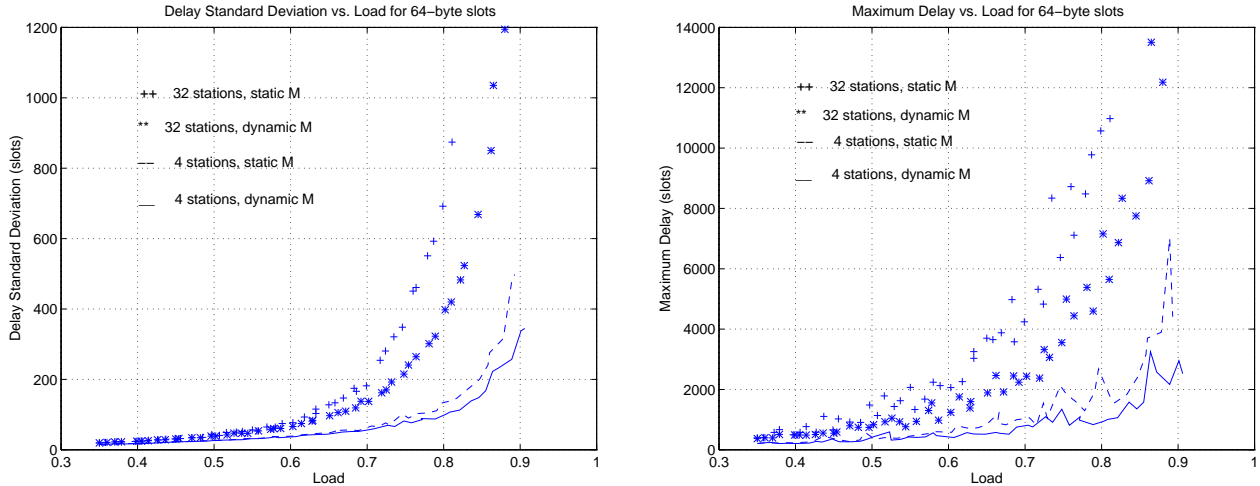 Delay Standard Deviation vs. Load for 64−byte slots
1200
1000
800
600
400
200
0
Delay Standard Deviation (slots)
++ 32 stations, static M
** 32 stations, dynamic M
−− 4 stations, static M
__ 4 stations, dynamic M
0.3 0.4 0.5 0.6 0.7 0.8 0.9 1
Load
Maximum Delay vs. Load for 64−byte slots
14000
12000
10000
8000
6000
4000
2000
0
Maximum Delay (slots)
++ 32 stations, static M
** 32 stations, dynamic M
−− 4 stations, static M
__ 4 stations, dynamic M
0.3 0.4 0.5 0.6 0.7 0.8 0.9 1
Load